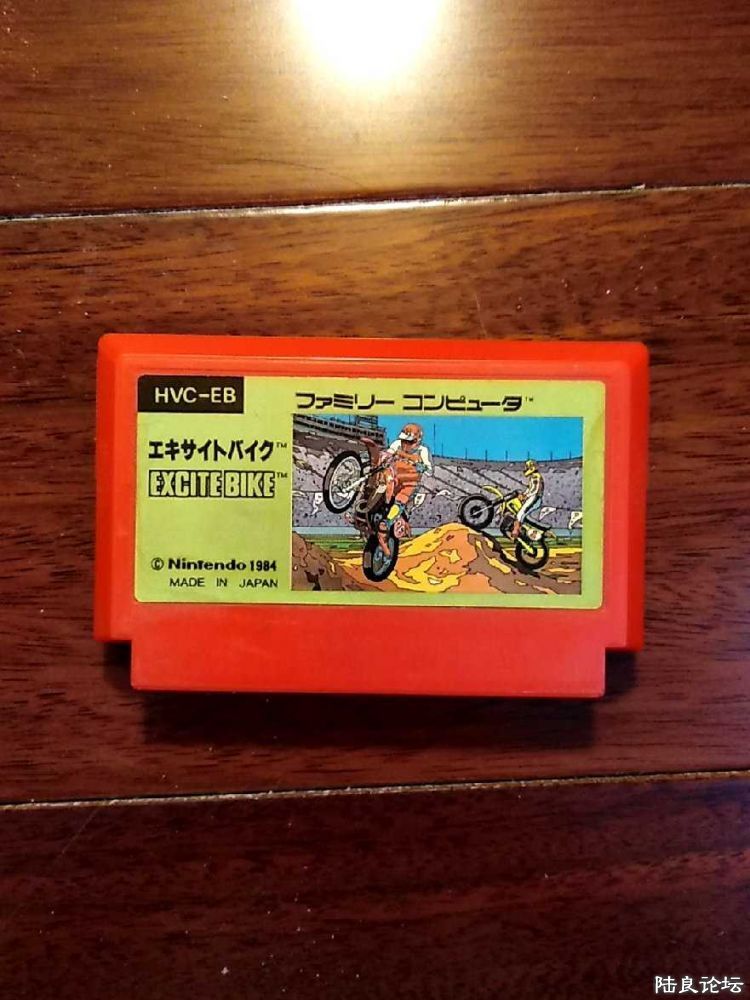 HVC-EB
ファミリー コンピュータ™
エキサイトバイク™
EXCITEBIKE™
© Nintendo 1984
MADE IN JAPAN
陆良论坛